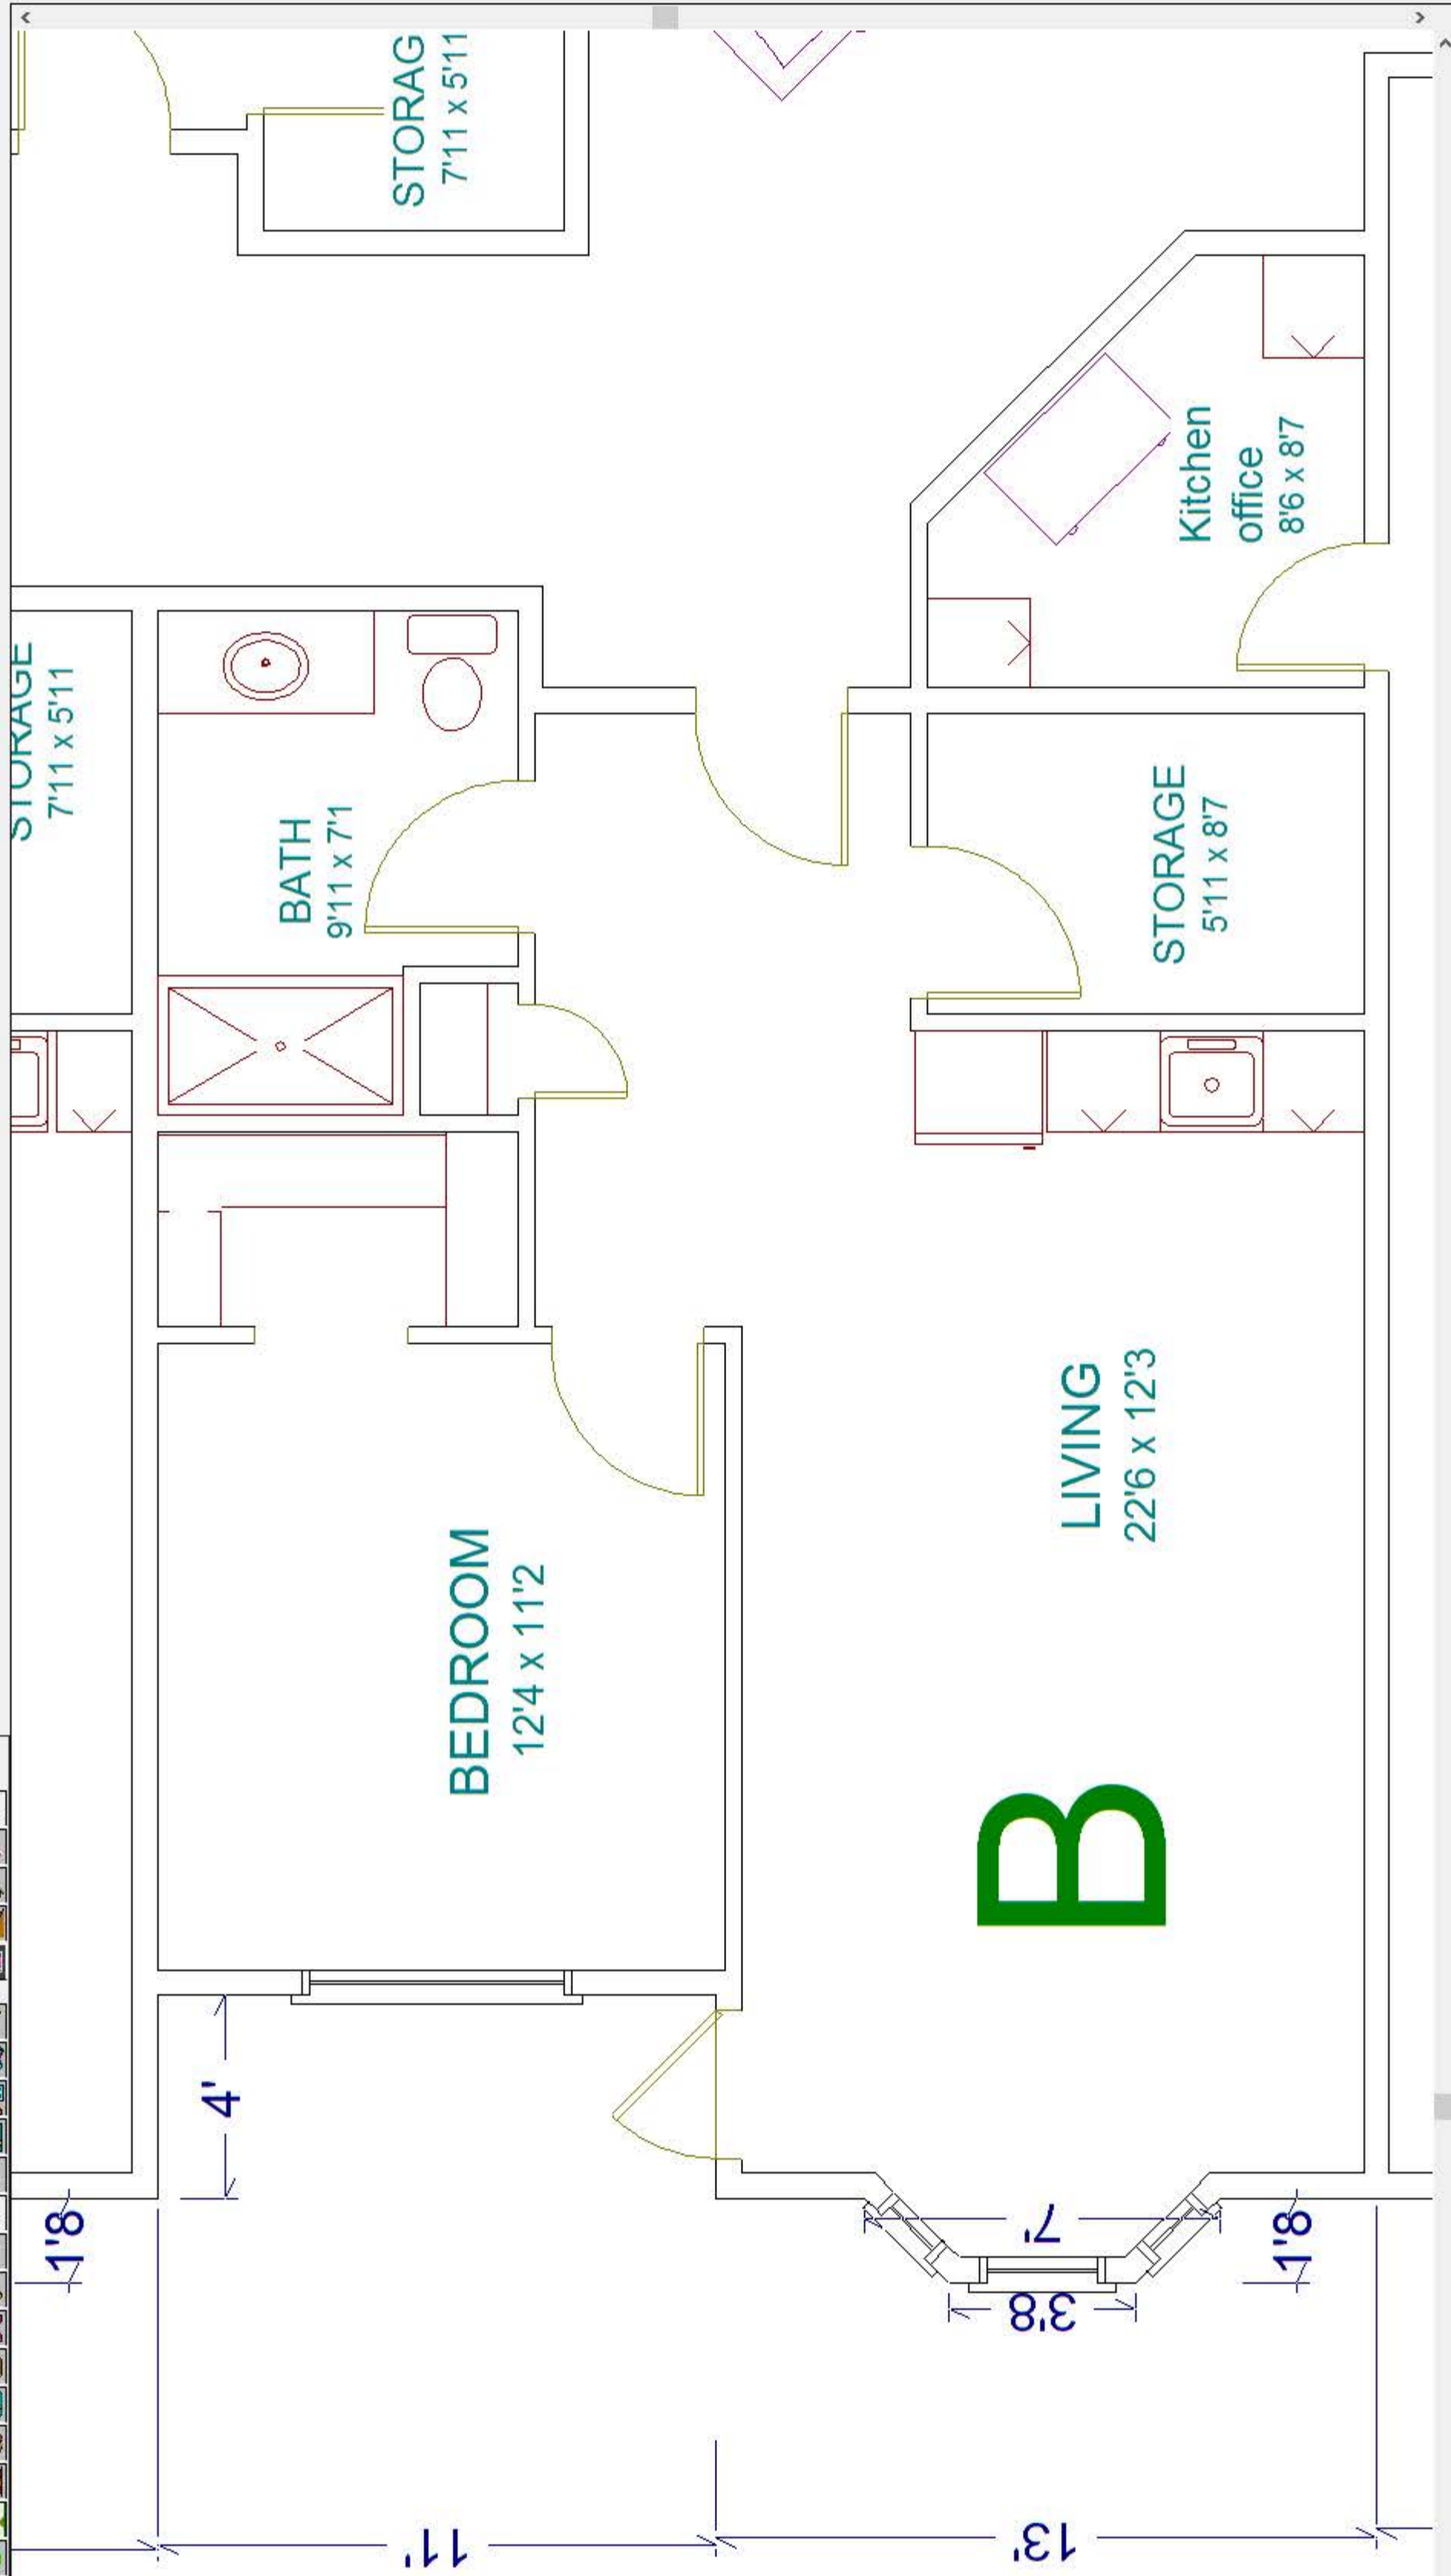 STORAG
7'11 x 5'11
STORAGE
7'11 x 5'11
BATH
9'11 x 7'1
Kitchen
office
8'6 x 8'7
STORAGE
5'11 x 8'7
LIVING
22'6 x 12'3
BEDROOM
12'4 x 11'2
B
4'
1'8
7'
3'8
1'8
11'
13'